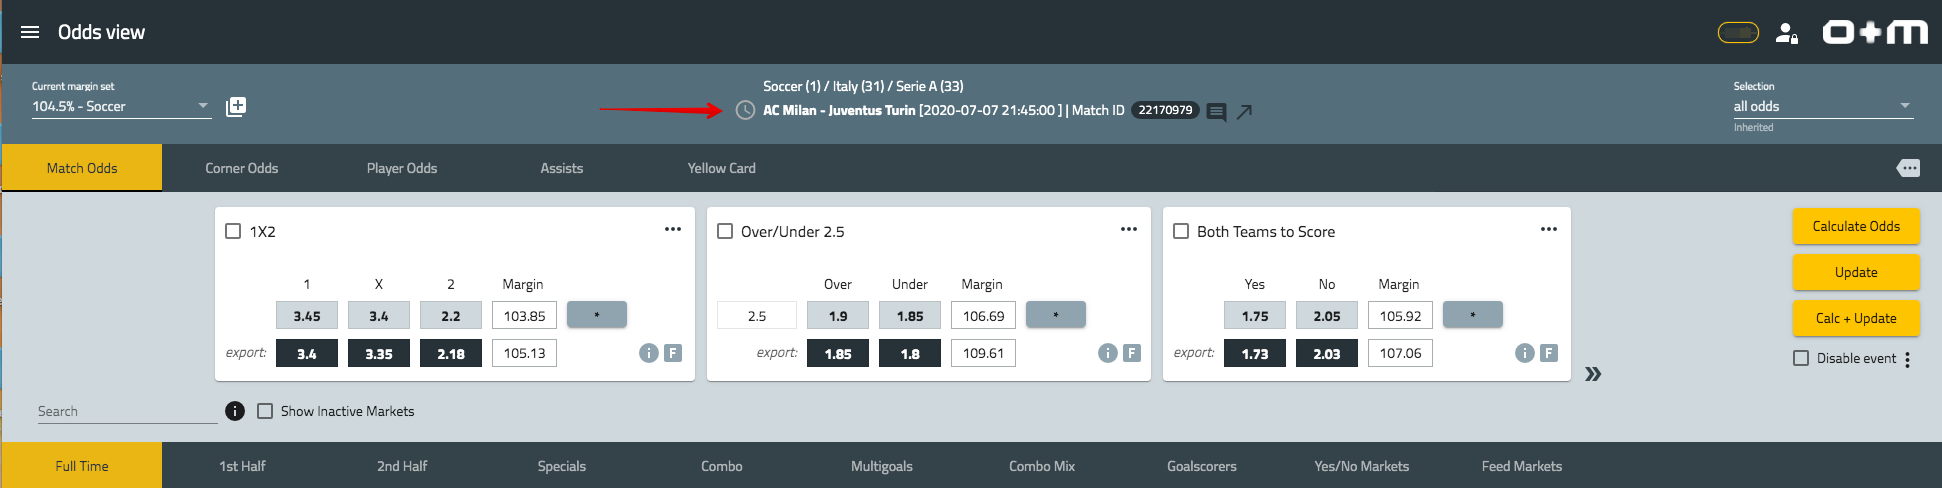 Odds view
o+m
Current margin set
104.5% - Soccer
Soccer (1) / Italy (31) / Serie A (33)
AC Milan - Juventus Turin [2020-07-07 21:45:00 ] | Match ID 22170979
Selection
all odds
Inherited
Match Odds Corner Odds Player Odds Assists Yellow Card
1X2
1 X 2 Margin
3.45 3.4 2.2 103.85 *
export: 3.4 3.35 2.18 105.13 i F
Over/Under 2.5
Over Under Margin
2.5 1.9 1.85 106.69 *
export: 1.85 1.8 109.61 i F
Both Teams to Score
Yes No Margin
1.75 2.05 105.92 *
export: 1.73 2.03 107.06 i F
»
Calculate Odds
Update
Calc + Update
Disable event
Search i Show Inactive Markets
Full Time 1st Half 2nd Half Specials Combo Multigoals Combo Mix Goalscorers Yes/No Markets Feed Markets